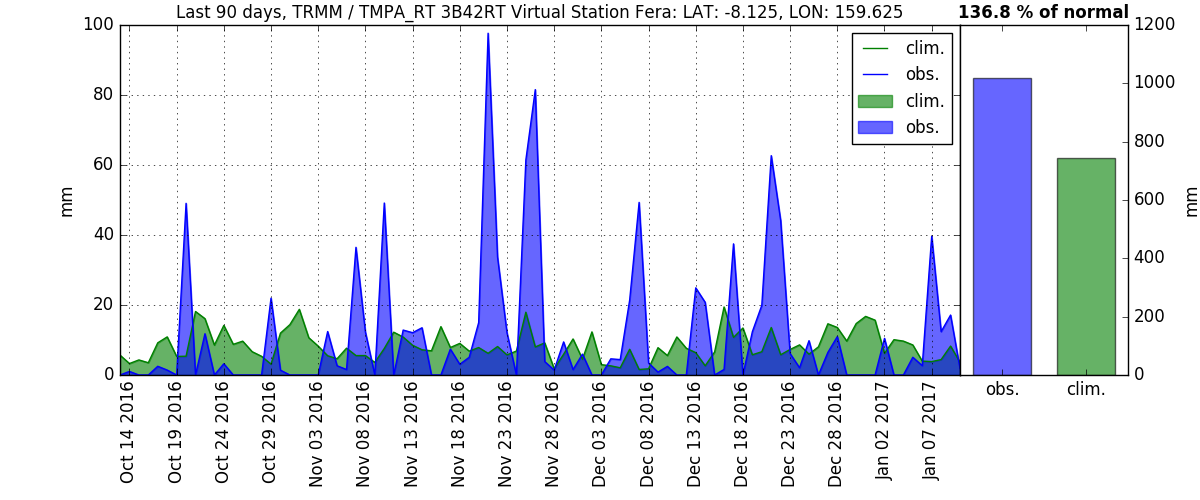 Last 90 days, TRMM / TMPA_RT 3B42RT Virtual Station Fera: LAT: -8.125, LON: 159.625
136.8 % of normal
100
80
60
40
20
0
mm
clim.
obs.
clim.
obs.
1200
1000
800
600
400
200
0
mm
obs.
clim.
Oct 14 2016
Oct 19 2016
Oct 24 2016
Oct 29 2016
Nov 03 2016
Nov 08 2016
Nov 13 2016
Nov 18 2016
Nov 23 2016
Nov 28 2016
Dec 03 2016
Dec 08 2016
Dec 13 2016
Dec 18 2016
Dec 23 2016
Dec 28 2016
Jan 02 2017
Jan 07 2017